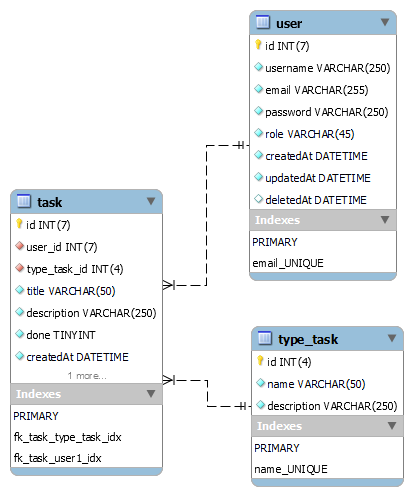 user
id INT(7)
username VARCHAR(250)
email VARCHAR(255)
password VARCHAR(250)
role VARCHAR(45)
createdAt DATETIME
updatedAt DATETIME
deletedAt DATETIME
Indexes
PRIMARY
email_UNIQUE
task
id INT(7)
user_id INT(7)
type_task_id INT(4)
title VARCHAR(50)
description VARCHAR(250)
done TINYINT
createdAt DATETIME
1 more...
Indexes
PRIMARY
fk_task_type_task_idx
fk_task_user1_idx
type_task
id INT(4)
name VARCHAR(50)
description VARCHAR(250)
Indexes
PRIMARY
name_UNIQUE